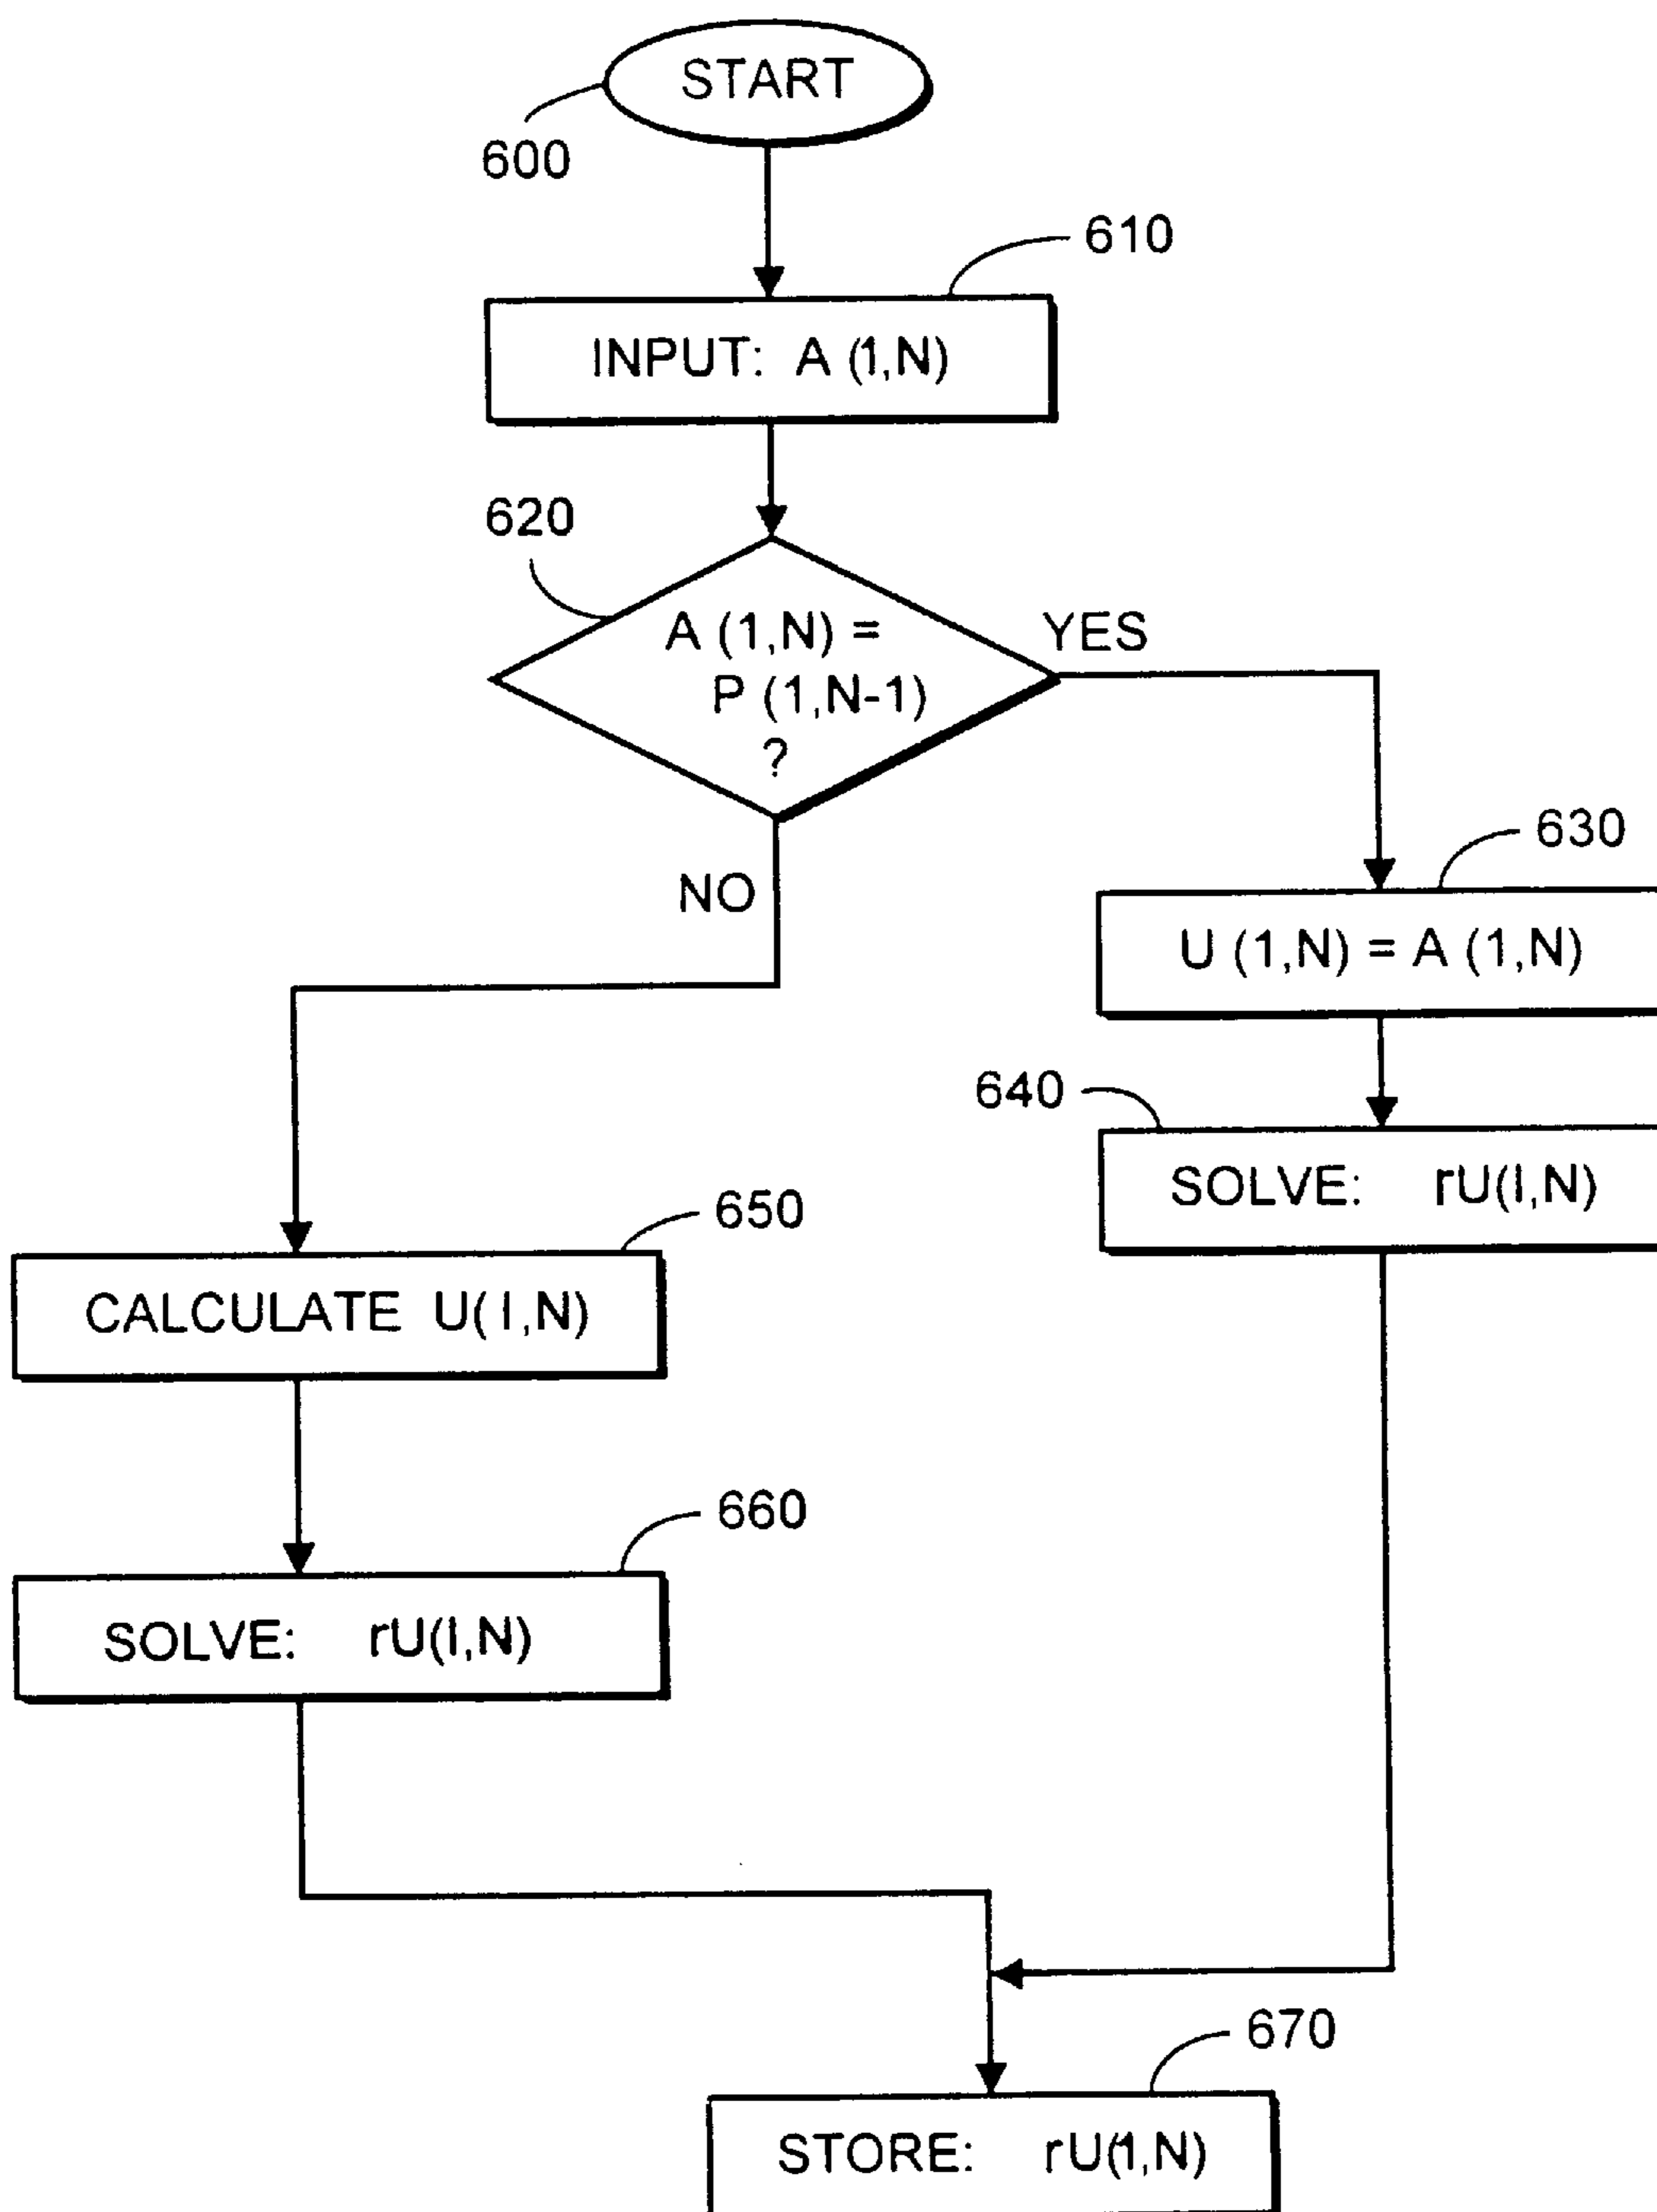 START
600
610
INPUT: A (1,N)
620
A (1,N) =
P (1,N-1)
?
YES
NO
630
U (1,N) = A (1,N)
640
SOLVE: rU(I,N)
650
CALCULATE U( I,N)
660
SOLVE: rU(I,N)
670
STORE: rU(1,N)